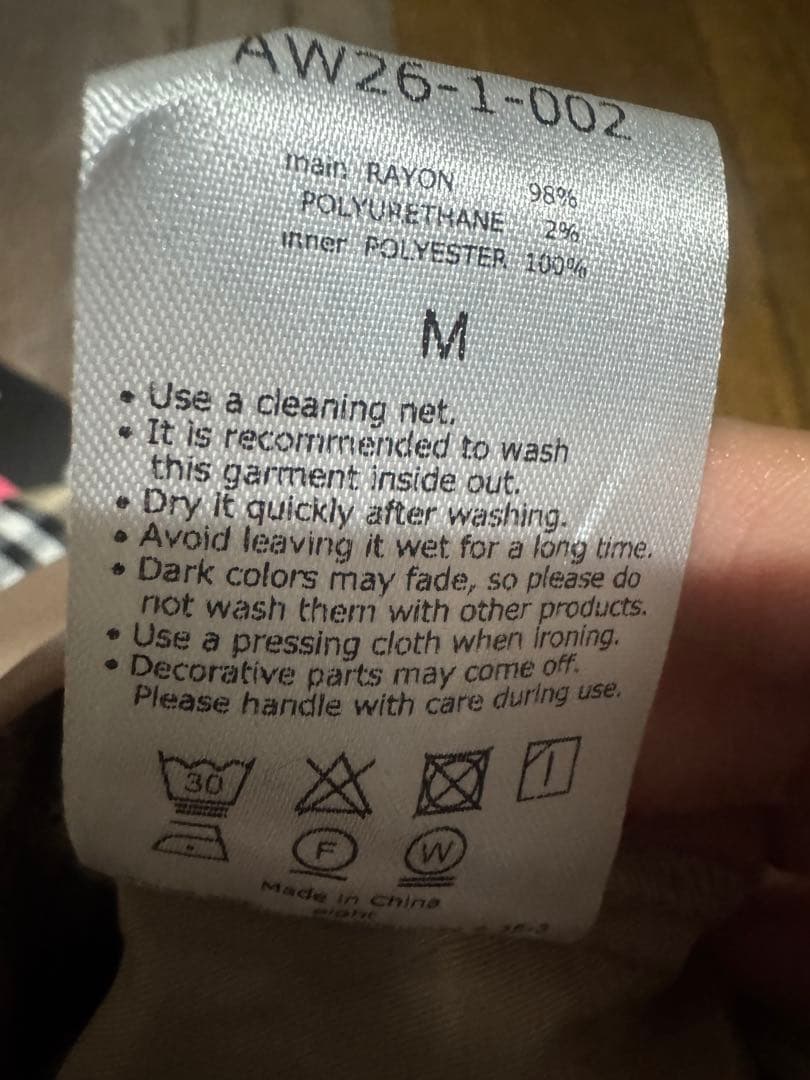 AW26-1-002
main RAYON 98%
POLYURETHANE 2%
inner POLYESTER 100%
M
• Use a cleaning net.
• It is recommended to wash
this garment inside out.
• Dry it quickly after washing.
• Avoid leaving it wet for a long time.
• Dark colors may fade, so please do
not wash them with other products.
• Use a pressing cloth when ironing.
• Decorative parts may come off.
Please handle with care during use.
30
F W
Made in China